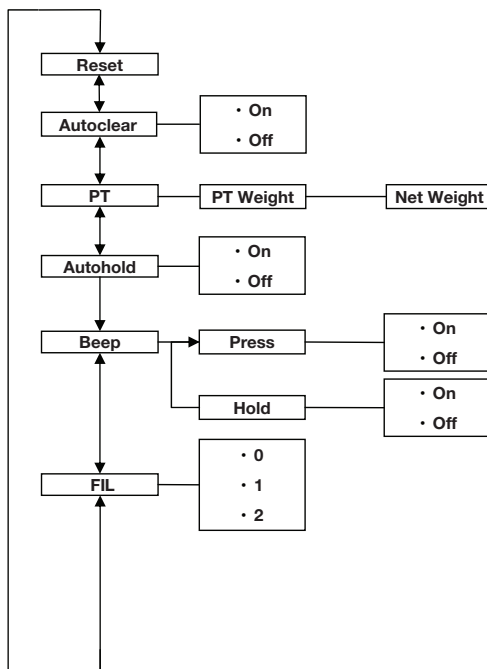 Reset
Autoclear
・On
・Off
PT
PT Weight
Net Weight
Autohold
・On
・Off
Beep
Press
・On
・Off
Hold
・On
・Off
FIL
・0
・1
・2